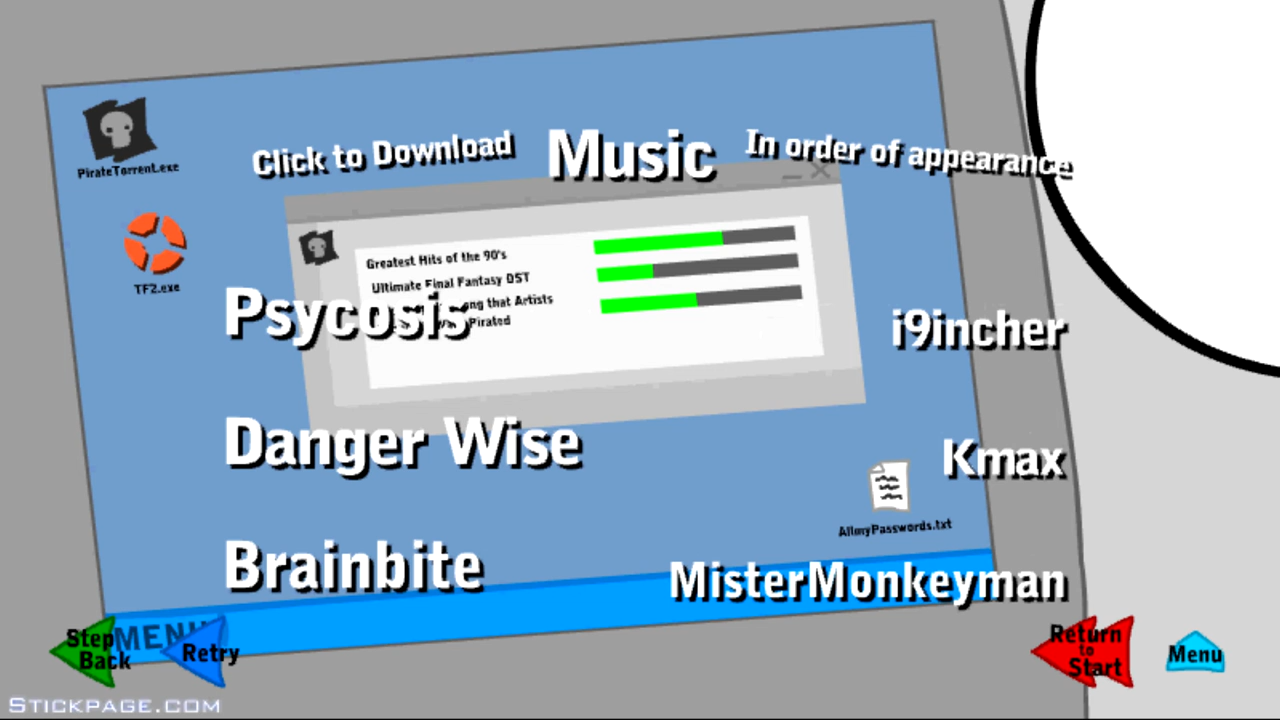 PirateTorrent.exe
Click to Download
Music
In order of appearance
Greatest Hits of the 90's
Ultimate Final Fantasy OST
ong that Artists
Pirated
TF2.exe
Psycosis
i9incher
Danger Wise
Kmax
AllmyPasswords.txt
Brainbite
MisterMonkeyman
MENU
Step
Back
Retry
Return
to
Start
Menu
STICKPAGE.COM